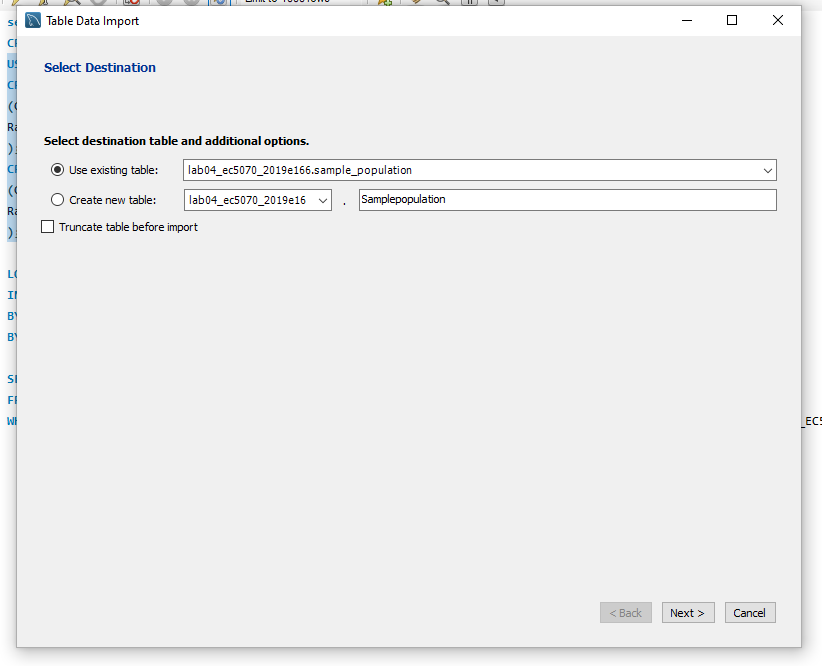 Table Data Import
Select Destination
Select destination table and additional options.
Use existing table: lab04_ec5070_2019e166.sample_population
Create new table: lab04_ec5070_2019e16 . Samplepopulation
Truncate table before import
< Back Next > Cancel